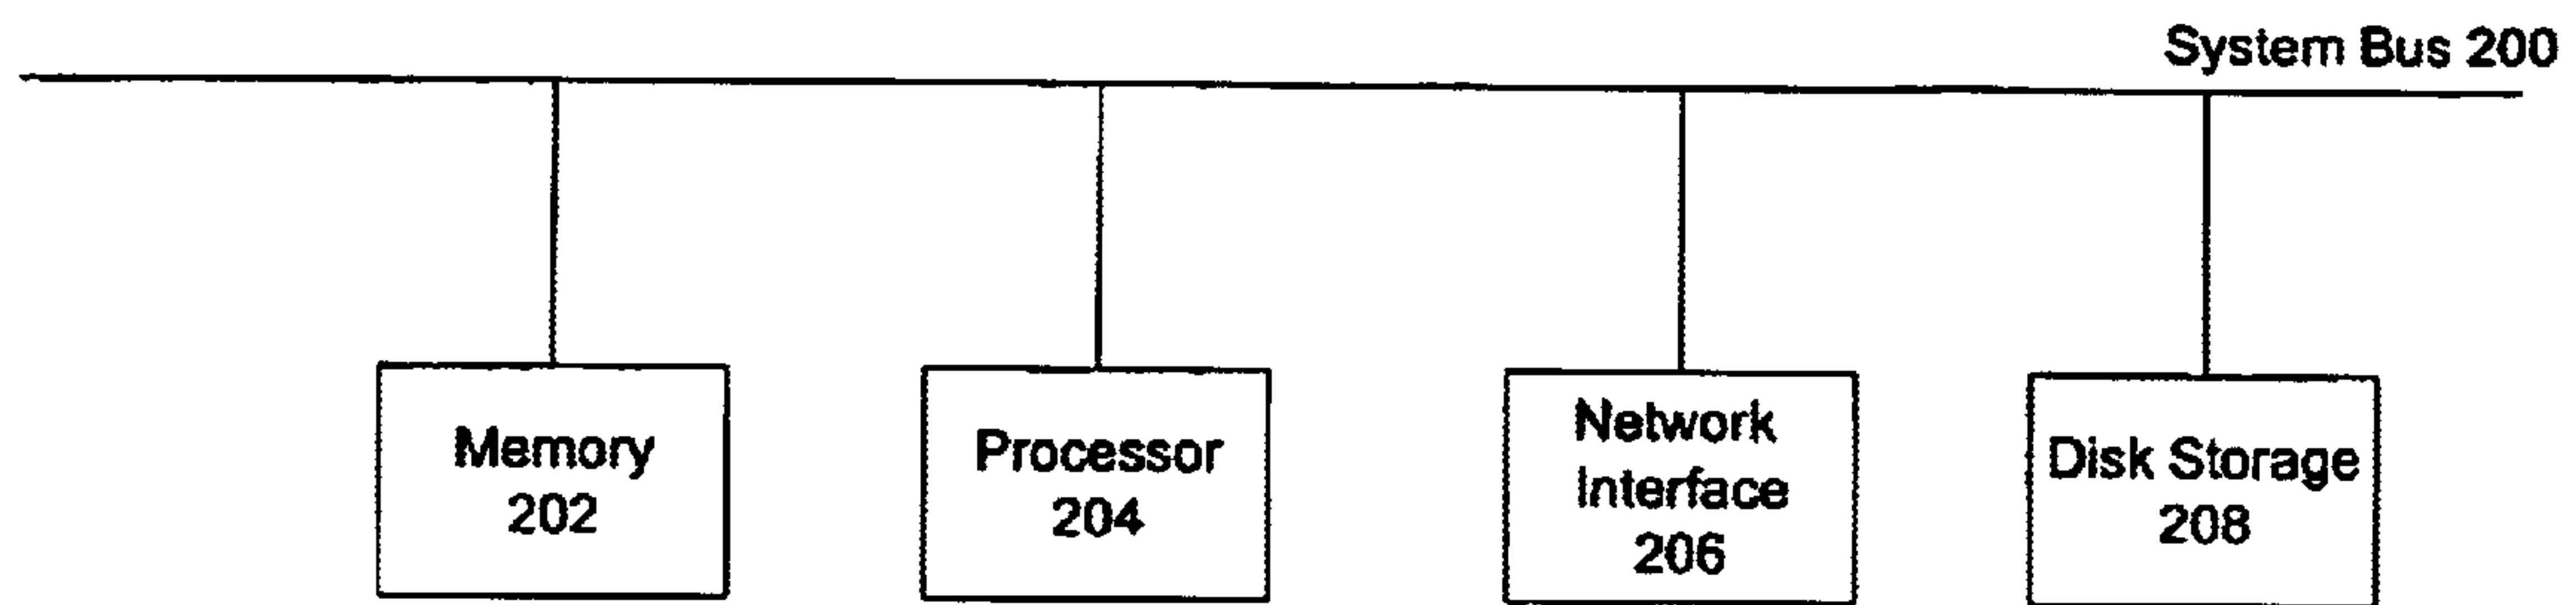 System Bus 200
Memory
202
Processor
204
Network
Interface
206
Disk Storage
208